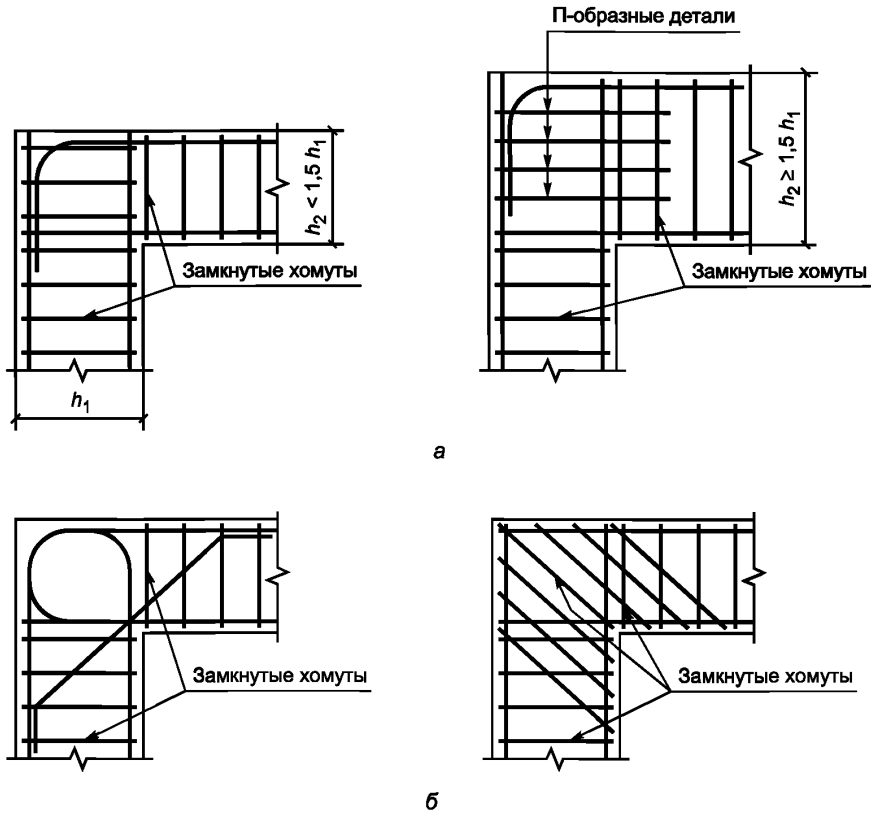 П-образные детали
h2 < 1,5 h1
h2 ≥ 1,5 h1
Замкнутые хомуты
Замкнутые хомуты
h1
а
Замкнутые хомуты
Замкнутые хомуты
б